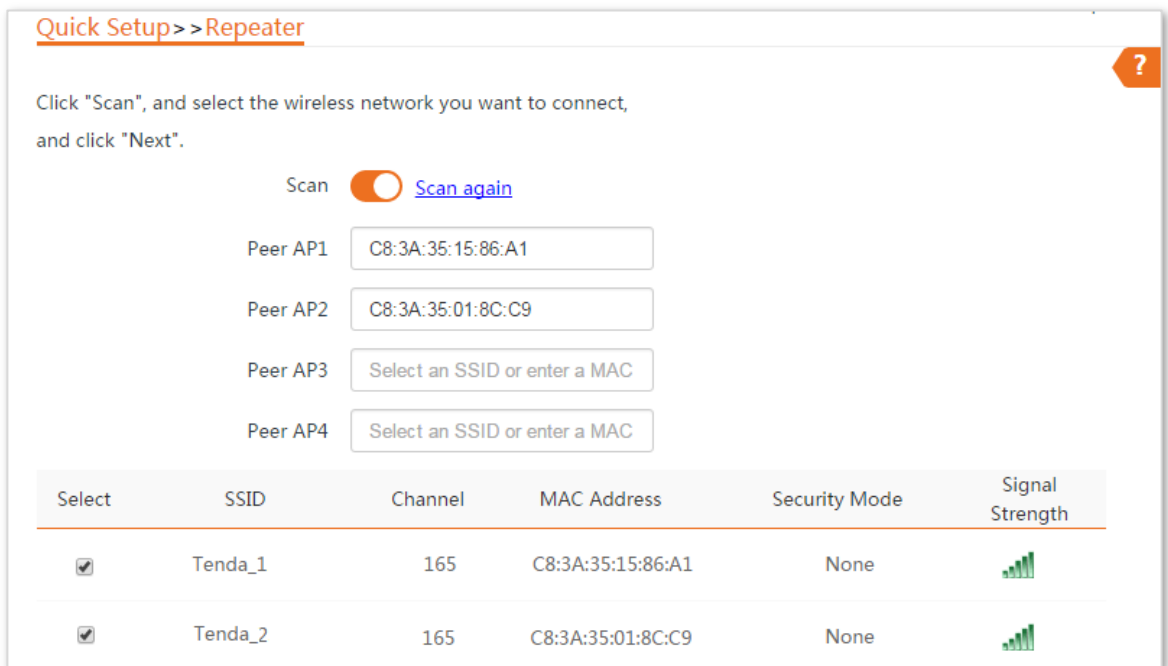 Quick Setup>>Repeater
?
Click "Scan", and select the wireless network you want to connect,
and click "Next".
Scan Scan again
Peer AP1 C8:3A:35:15:86:A1
Peer AP2 C8:3A:35:01:8C:C9
Peer AP3 Select an SSID or enter a MAC
Peer AP4 Select an SSID or enter a MAC
Select SSID Channel MAC Address Security Mode Signal Strength
Tenda_1 165 C8:3A:35:15:86:A1 None
Tenda_2 165 C8:3A:35:01:8C:C9 None